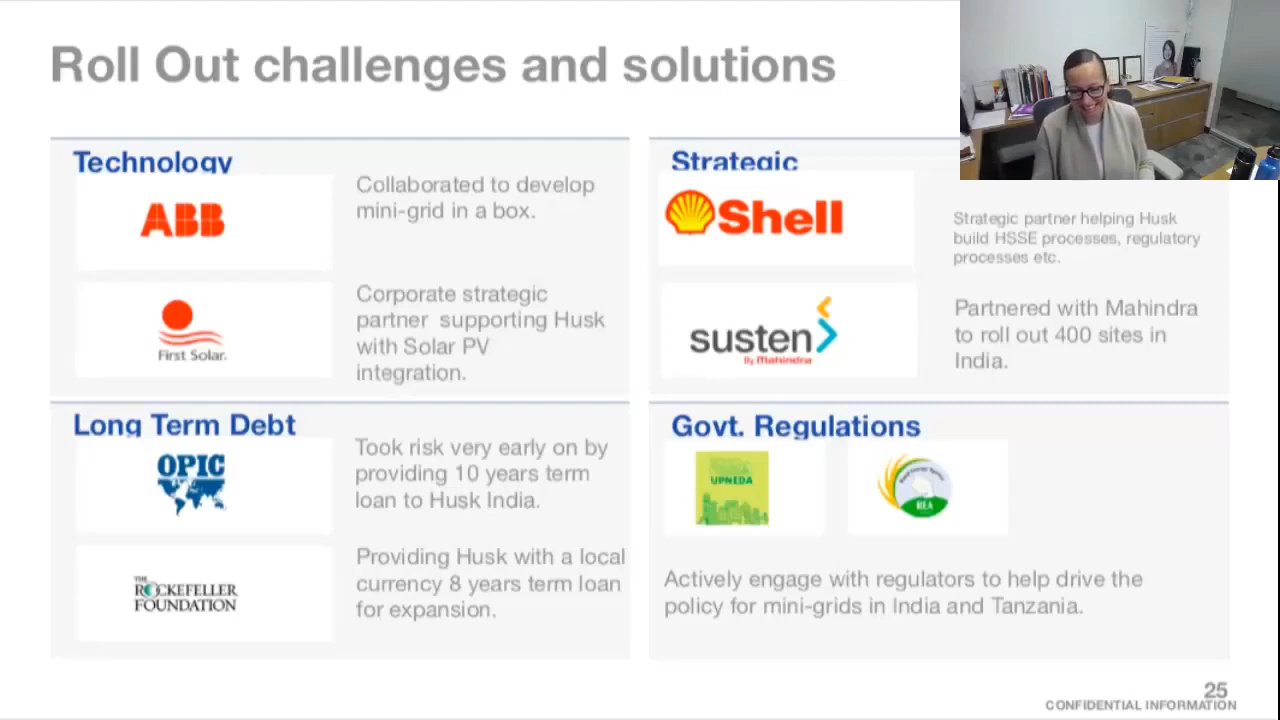 Roll Out challenges and solutions
Technology
ABB
Collaborated to develop
mini-grid in a box.
First Solar.
Corporate strategic
partner supporting Husk
with Solar PV
integration.
Strategic
Shell
Strategic partner helping Husk
build HSSE processes, regulatory
processes etc.
susten
By Mahindra
Partnered with Mahindra
to roll out 400 sites in
India.
Long Term Debt
OPIC
Took risk very early on by
providing 10 years term
loan to Husk India.
THE
ROCKEFELLER
FOUNDATION
Providing Husk with a local
currency 8 years term loan
for expansion.
Govt. Regulations
UPNEDA
REA
Actively engage with regulators to help drive the
policy for mini-grids in India and Tanzania.
25
CONFIDENTIAL INFORMATION